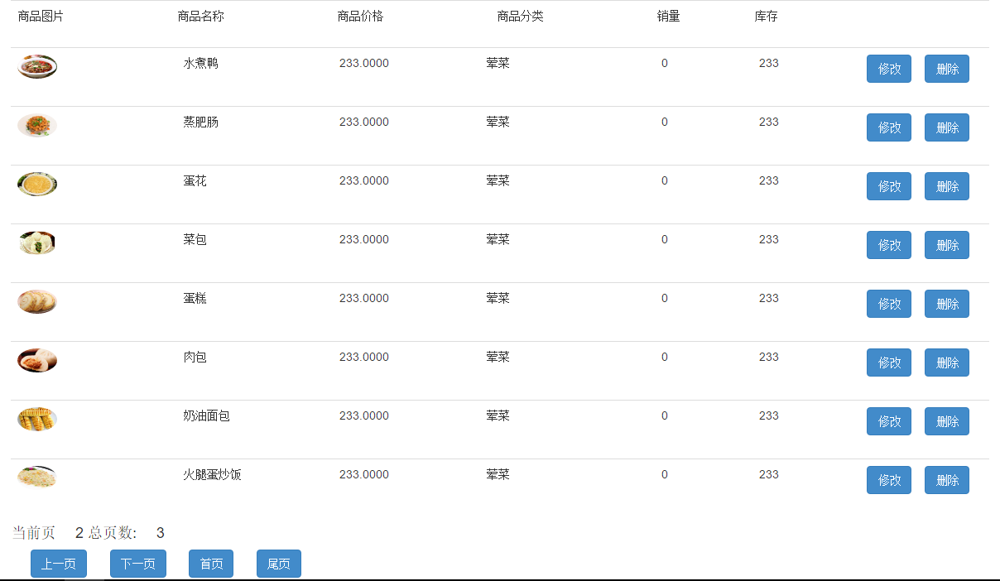 商品图片 商品名称 商品价格 商品分类 销量 库存
水煮鸭 233.0000 荤菜 0 233 修改 删除
蒸肥肠 233.0000 荤菜 0 233 修改 删除
蛋花 233.0000 荤菜 0 233 修改 删除
菜包 233.0000 荤菜 0 233 修改 删除
蛋糕 233.0000 荤菜 0 233 修改 删除
肉包 233.0000 荤菜 0 233 修改 删除
奶油面包 233.0000 荤菜 0 233 修改 删除
火腿蛋炒饭 233.0000 荤菜 0 233 修改 删除
当前页 2 总页数: 3
上一页 下一页 首页 尾页